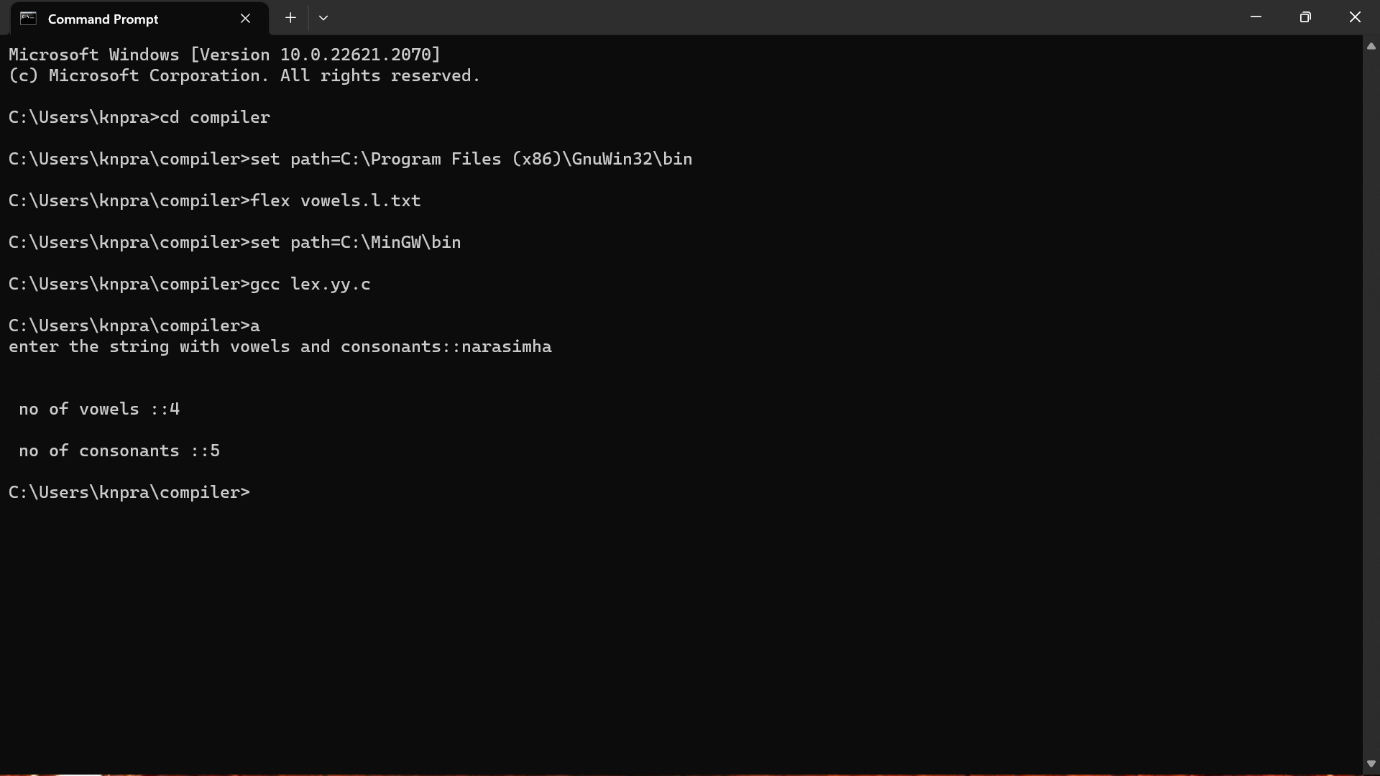 Command Prompt
Microsoft Windows [Version 10.0.22621.2070]
(c) Microsoft Corporation. All rights reserved.
C:\Users\knpra>cd compiler
C:\Users\knpra\compiler>set path=C:\Program Files (x86)\GnuWin32\bin
C:\Users\knpra\compiler>flex vowels.l.txt
C:\Users\knpra\compiler>set path=C:\MinGW\bin
C:\Users\knpra\compiler>gcc lex.yy.c
C:\Users\knpra\compiler>a
enter the string with vowels and consonants::narasimha
no of vowels ::4
no of consonants ::5
C:\Users\knpra\compiler>